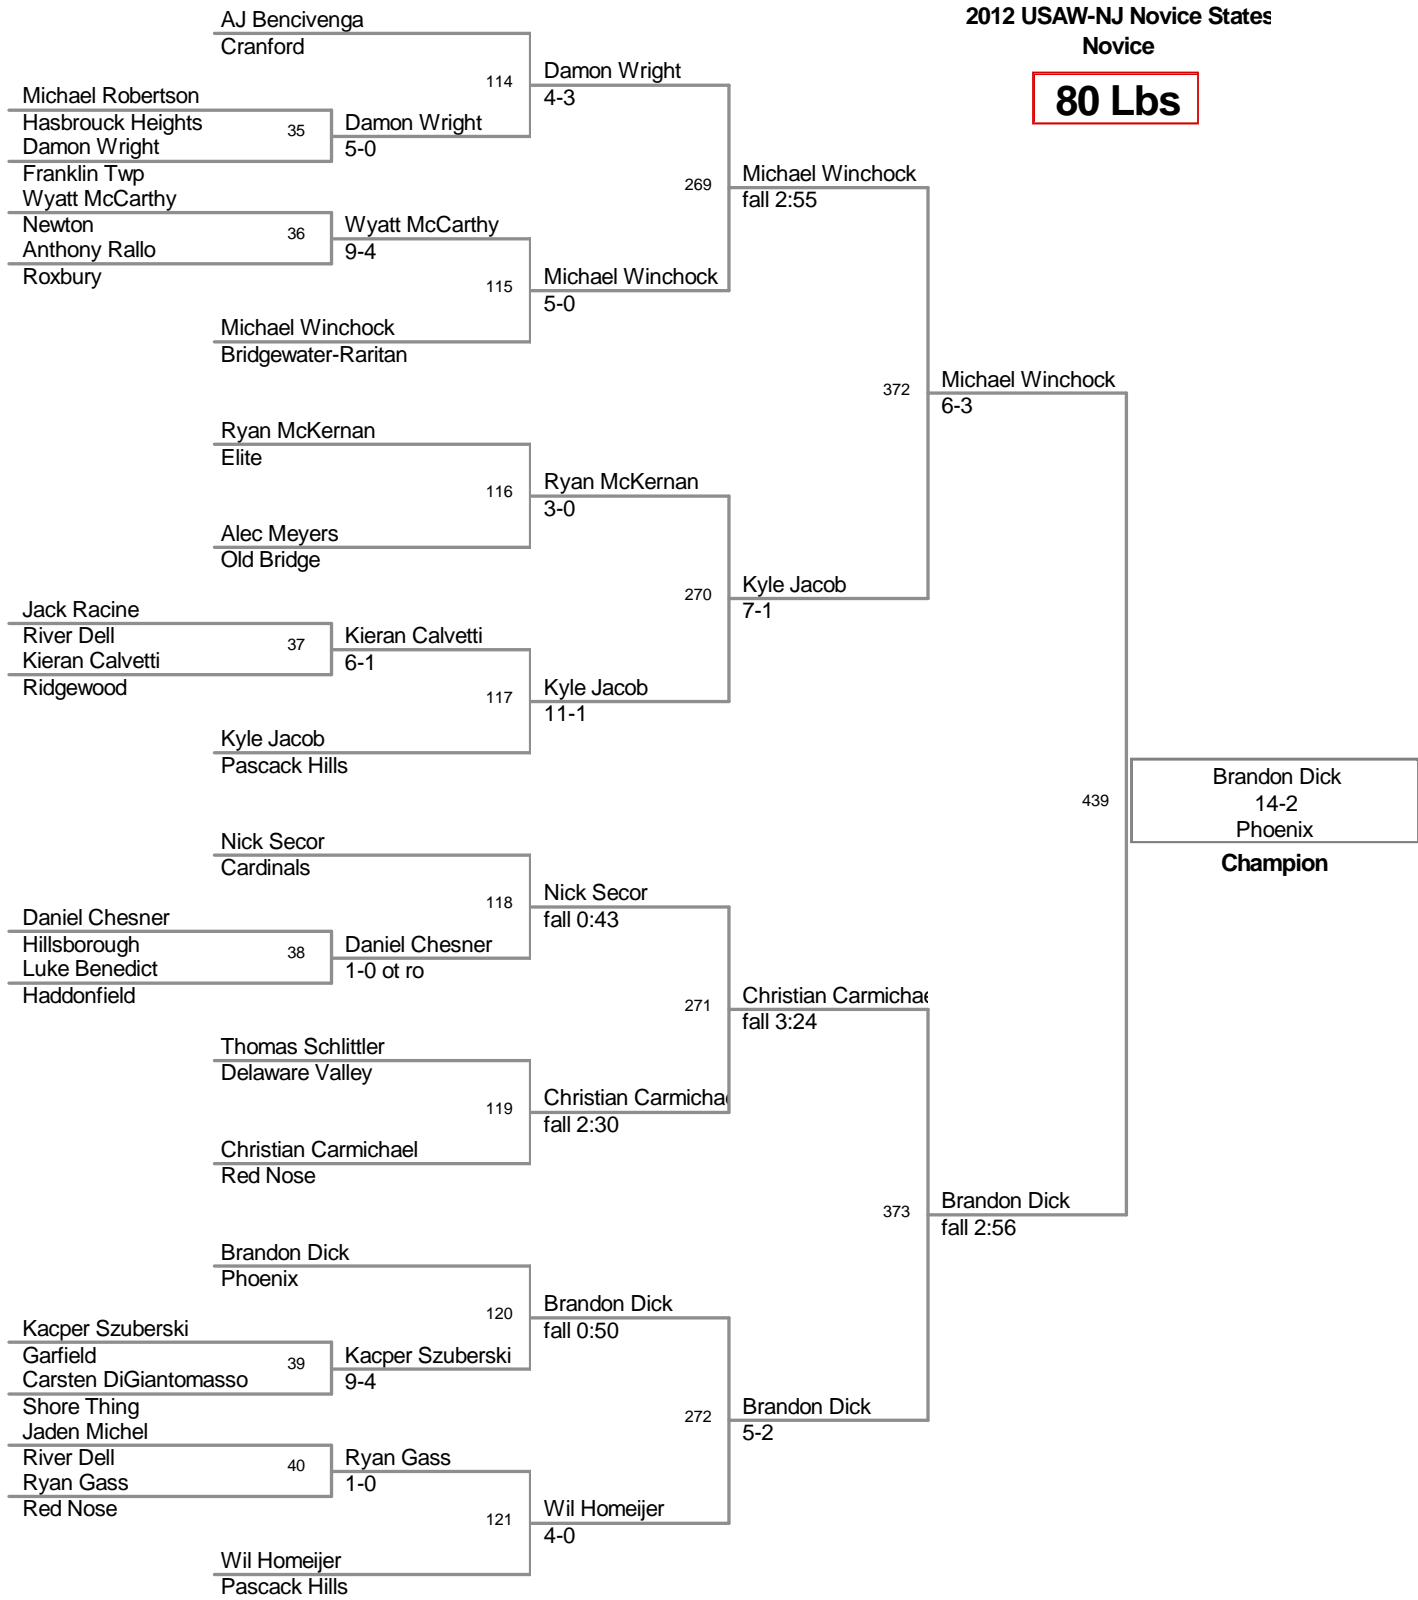 2012 USAW-NJ Novice States
Novice
80 Lbs
AJ Bencivenga
Cranford
114
Damon Wright
4-3
Michael Robertson
Hasbrouck Heights
35
Damon Wright
Damon Wright
5-0
Franklin Twp
269
Michael Winchock
fall 2:55
Wyatt McCarthy
Newton
36
Wyatt McCarthy
Anthony Rallo
9-4
Roxbury
115
Michael Winchock
5-0
Michael Winchock
Bridgewater-Raritan
372
Michael Winchock
6-3
Ryan McKernan
Elite
116
Ryan McKernan
3-0
Alec Meyers
Old Bridge
270
Kyle Jacob
7-1
Jack Racine
River Dell
37
Kieran Calvetti
Kieran Calvetti
6-1
Ridgewood
117
Kyle Jacob
11-1
Kyle Jacob
Pascack Hills
439
Brandon Dick
14-2
Phoenix
Champion
Nick Secor
Cardinals
118
Nick Secor
fall 0:43
Daniel Chesner
Hillsborough
38
Daniel Chesner
Luke Benedict
1-0 ot ro
Haddonfield
271
Christian Carmichae
fall 3:24
Thomas Schlittler
Delaware Valley
119
Christian Carmichae
fall 2:30
Christian Carmichael
Red Nose
373
Brandon Dick
fall 2:56
Brandon Dick
Phoenix
120
Brandon Dick
fall 0:50
Kacper Szuberski
Garfield
39
Kacper Szuberski
Carsten DiGiantomasso
9-4
Shore Thing
272
Brandon Dick
5-2
Jaden Michel
River Dell
40
Ryan Gass
Ryan Gass
1-0
Red Nose
121
Wil Homeijer
4-0
Wil Homeijer
Pascack Hills